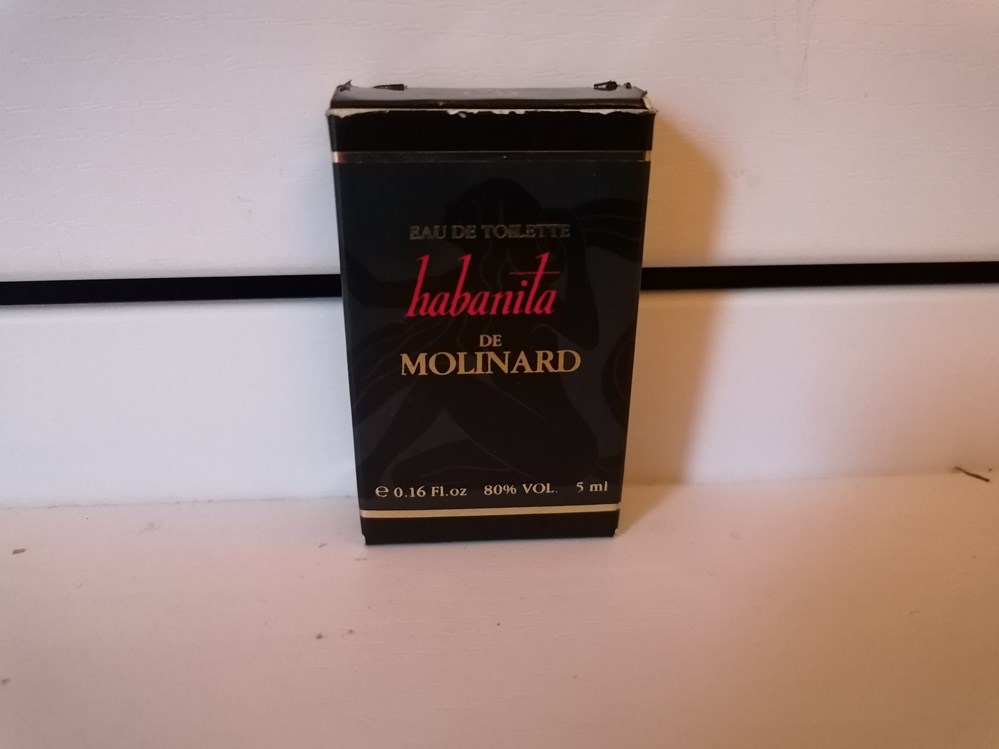 EAU DE TOILETTE
habanita
DE
MOLINARD
℮ 0.16 Fl.oz 80% VOL. 5 ml